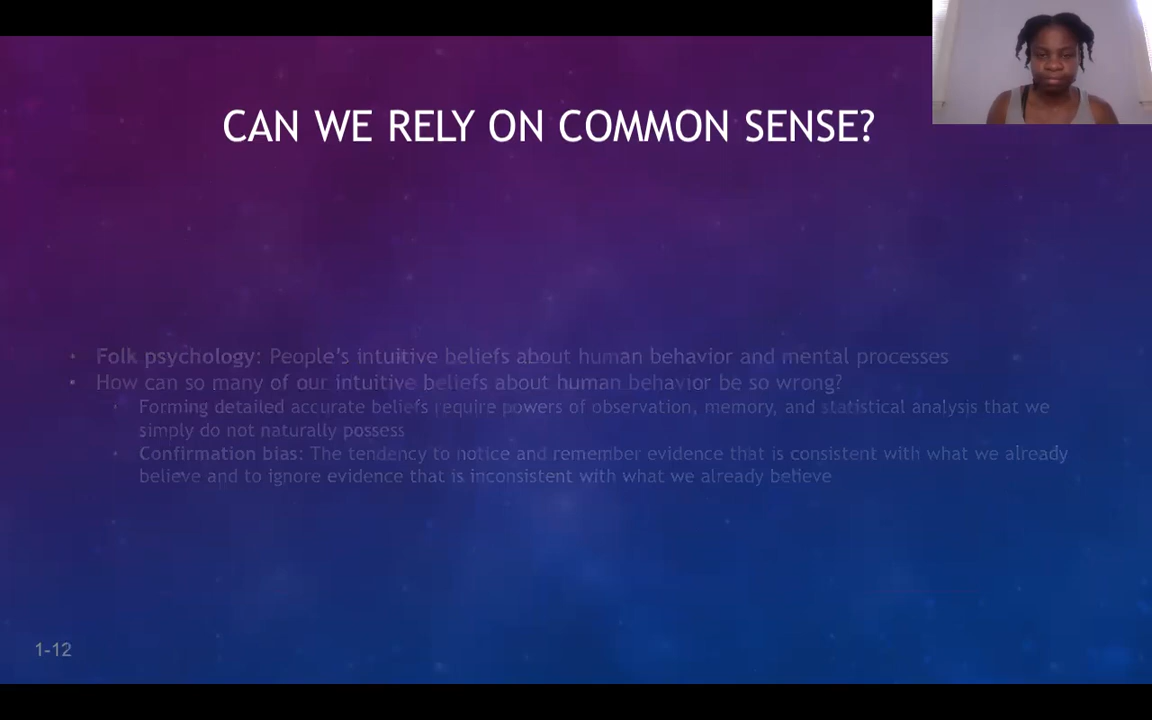 CAN WE RELY ON COMMON SENSE?
• Folk psychology: People's intuitive beliefs about human behavior and mental processes
• How can so many of our intuitive beliefs about human behavior be so wrong?
• Forming detailed accurate beliefs require powers of observation, memory, and statistical analysis that we
simply do not naturally possess
• Confirmation bias: The tendency to notice and remember evidence that is consistent with what we already
believe and to ignore evidence that is inconsistent with what we already believe
1-12